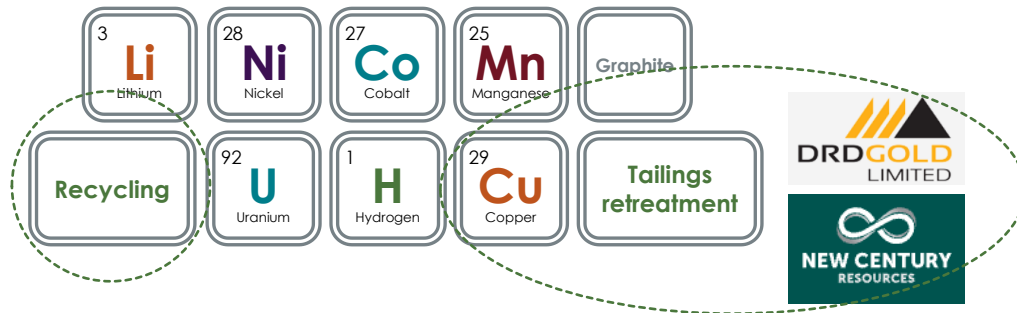 3
Li
Lithium
28
Ni
Nickel
27
Co
Cobalt
25
Mn
Manganese
Graphite
Recycling
92
U
Uranium
1
H
Hydrogen
29
Cu
Copper
Tailings
retreatment
DRDGOLD
LIMITED
NEW CENTURY
RESOURCES